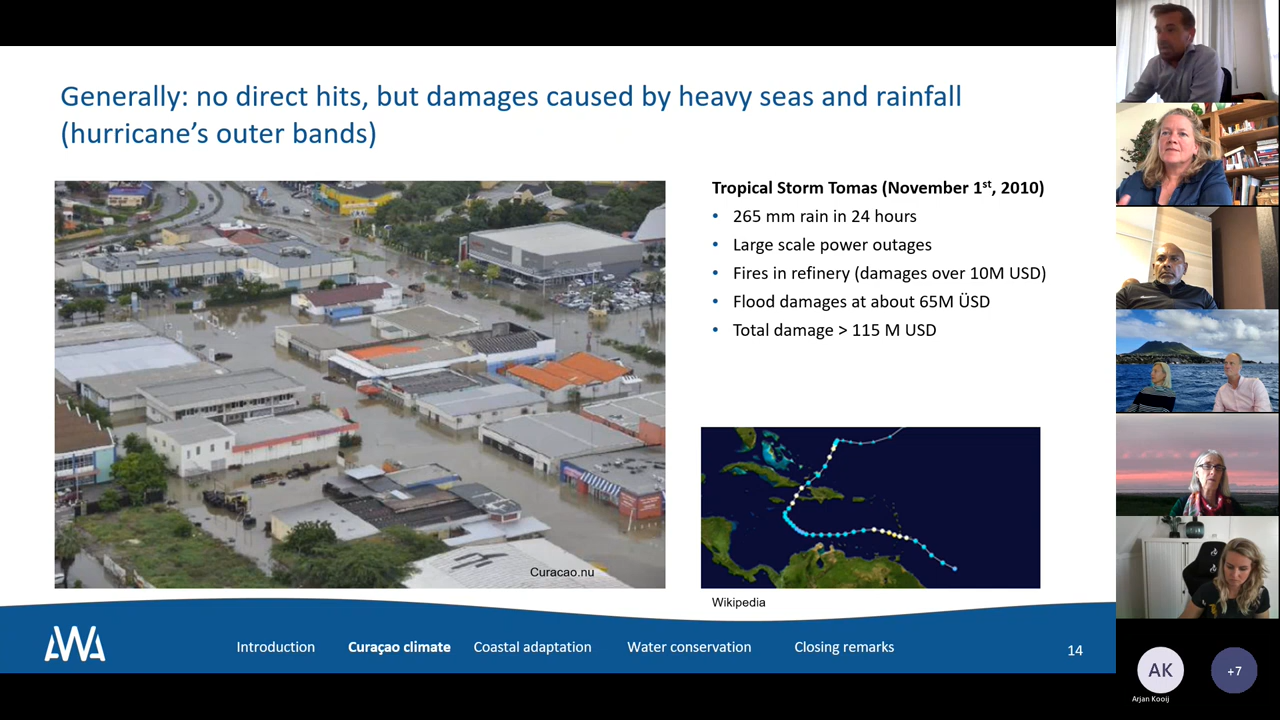 Generally: no direct hits, but damages caused by heavy seas and rainfall
(hurricane’s outer bands)
Tropical Storm Tomas (November 1st, 2010)
• 265 mm rain in 24 hours
• Large scale power outages
• Fires in refinery (damages over 10M USD)
• Flood damages at about 65M ÜSD
• Total damage > 115 M USD
Curacao.nu
Wikipedia
AWA
Introduction
Curaçao climate
Coastal adaptation
Water conservation
Closing remarks
14
AK
Arjan Kooij
+7